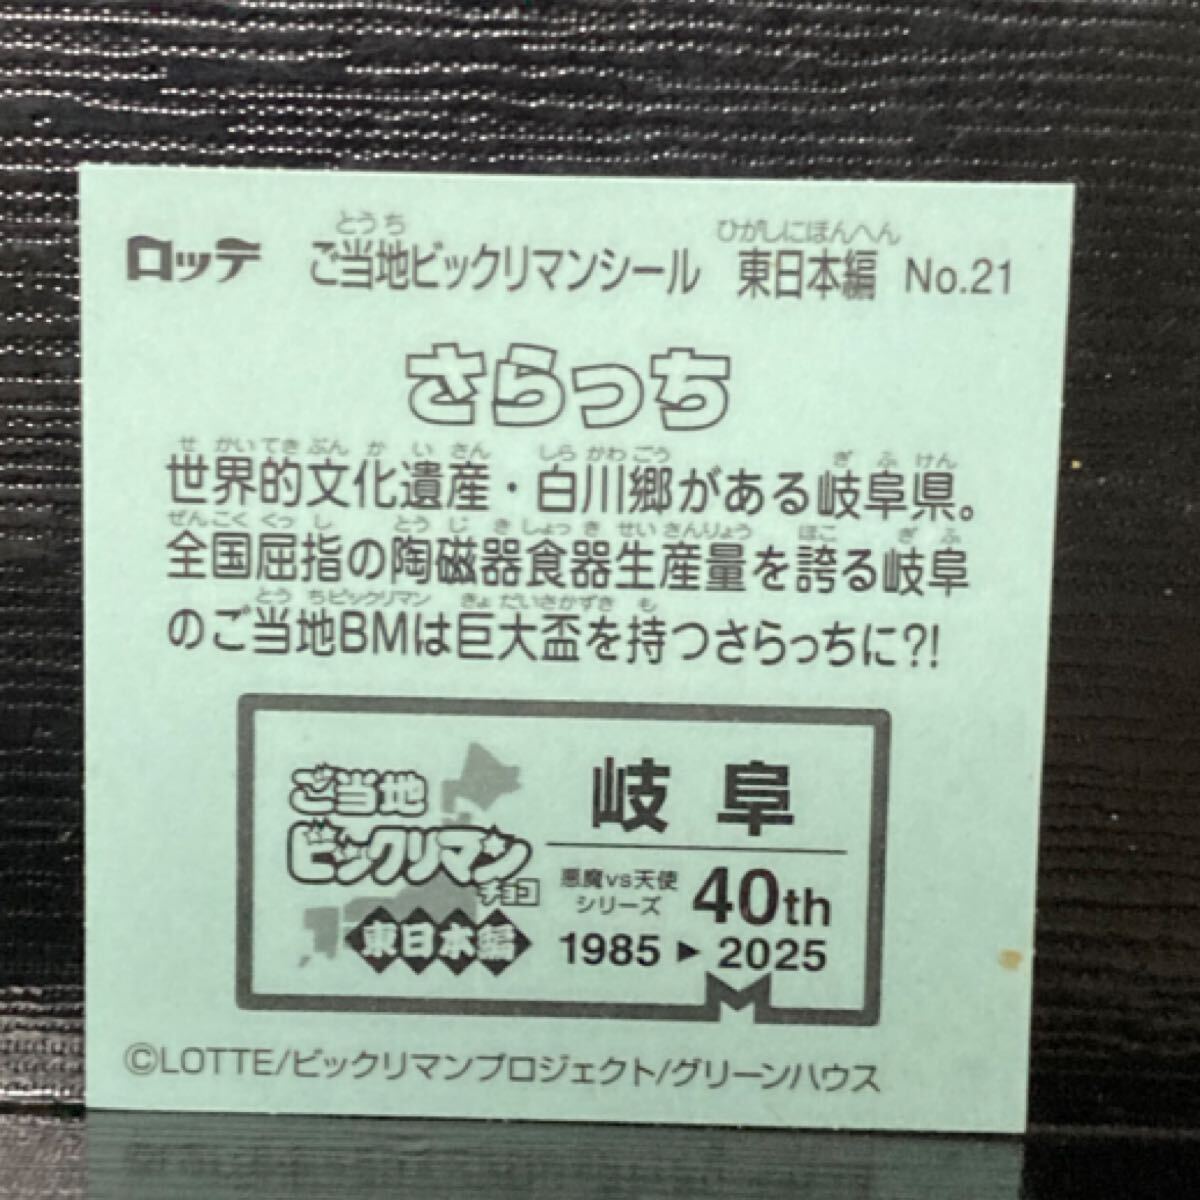 ロッテ ご当地ビックリマンシール 東日本編 No.21
とうち ひがしにほんへん
さらっち
せかいてきぶんかいさん しらかわごう ぎふけん
世界的文化遺産・白川郷がある岐阜県。
ぜんこくくっし とうじきしょっきせいさんりょう ほこ ぎふ
全国屈指の陶磁器食器生産量を誇る岐阜
とうちビックリマン きょだいさかずき も
のご当地BMは巨大盃を持つさらっちに?!
ご当地
ビックリマン
チョコ
東日本編
岐阜
悪魔vs天使
シリーズ
40th
1985 ▶ 2025
©LOTTE/ビックリマンプロジェクト/グリーンハウス